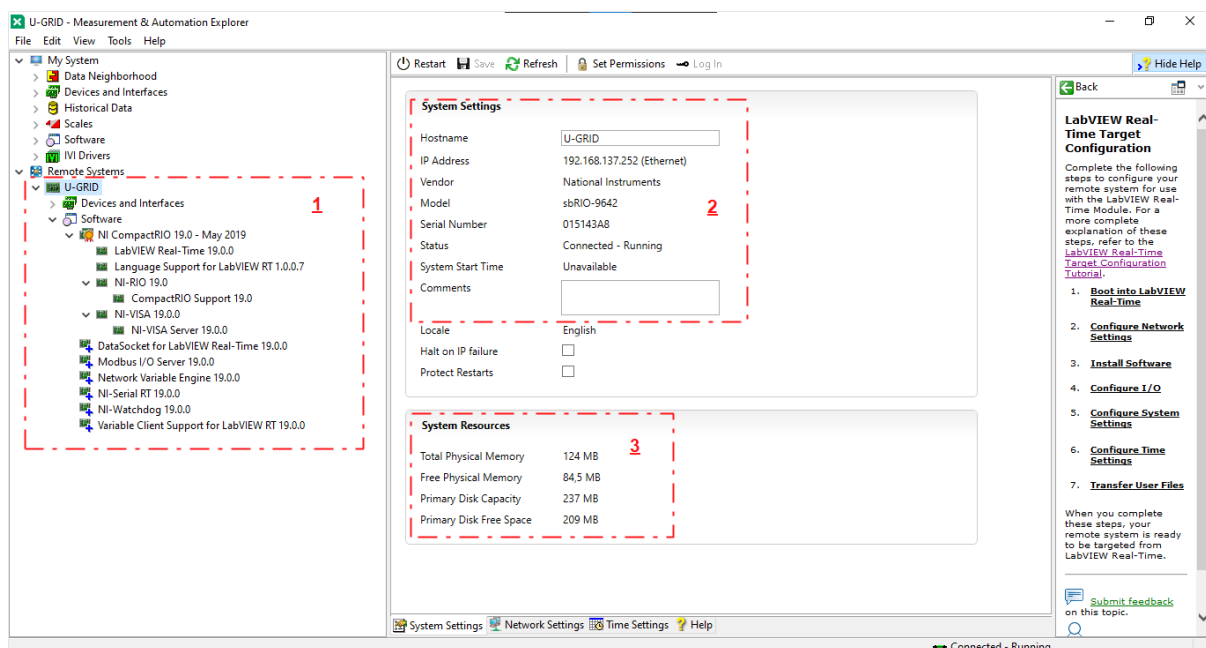 U-GRID - Measurement & Automation Explorer
File Edit View Tools Help
My System
Data Neighborhood
Devices and Interfaces
Historical Data
Scales
Software
IVI Drivers
Remote Systems
U-GRID
Devices and Interfaces
1
Software
NI CompactRIO 19.0 - May 2019
LabVIEW Real-Time 19.0.0
Language Support for LabVIEW RT 1.0.0.7
NI-RIO 19.0
CompactRIO Support 19.0
NI-VISA 19.0.0
NI-VISA Server 19.0.0
DataSocket for LabVIEW Real-Time 19.0.0
Modbus I/O Server 19.0.0
Network Variable Engine 19.0.0
NI-Serial RT 19.0.0
NI-Watchdog 19.0.0
Variable Client Support for LabVIEW RT 19.0.0
Restart Save Refresh Set Permissions Log In
Hide Help
System Settings
Hostname U-GRID
IP Address 192.168.137.252 (Ethernet)
Vendor National Instruments
Model sbRIO-9642
2
Serial Number 015143A8
Status Connected - Running
System Start Time Unavailable
Comments
Locale English
Halt on IP failure
Protect Restarts
System Resources
3
Total Physical Memory 124 MB
Free Physical Memory 84,5 MB
Primary Disk Capacity 237 MB
Primary Disk Free Space 209 MB
System Settings Network Settings Time Settings Help
Back
LabVIEW Real-
Time Target
Configuration
Complete the following
steps to configure your
remote system for use
with the LabVIEW Real-
Time Module. For a
more complete
explanation of these
steps, refer to the
LabVIEW Real-Time
Target Configuration
Tutorial.
1. Boot into LabVIEW
Real-Time
2. Configure Network
Settings
3. Install Software
4. Configure I/O
5. Configure System
Settings
6. Configure Time
Settings
7. Transfer User Files
When you complete
these steps, your
remote system is ready
to be targeted from
LabVIEW Real-Time.
Submit feedback
on this topic.
Connected - Running